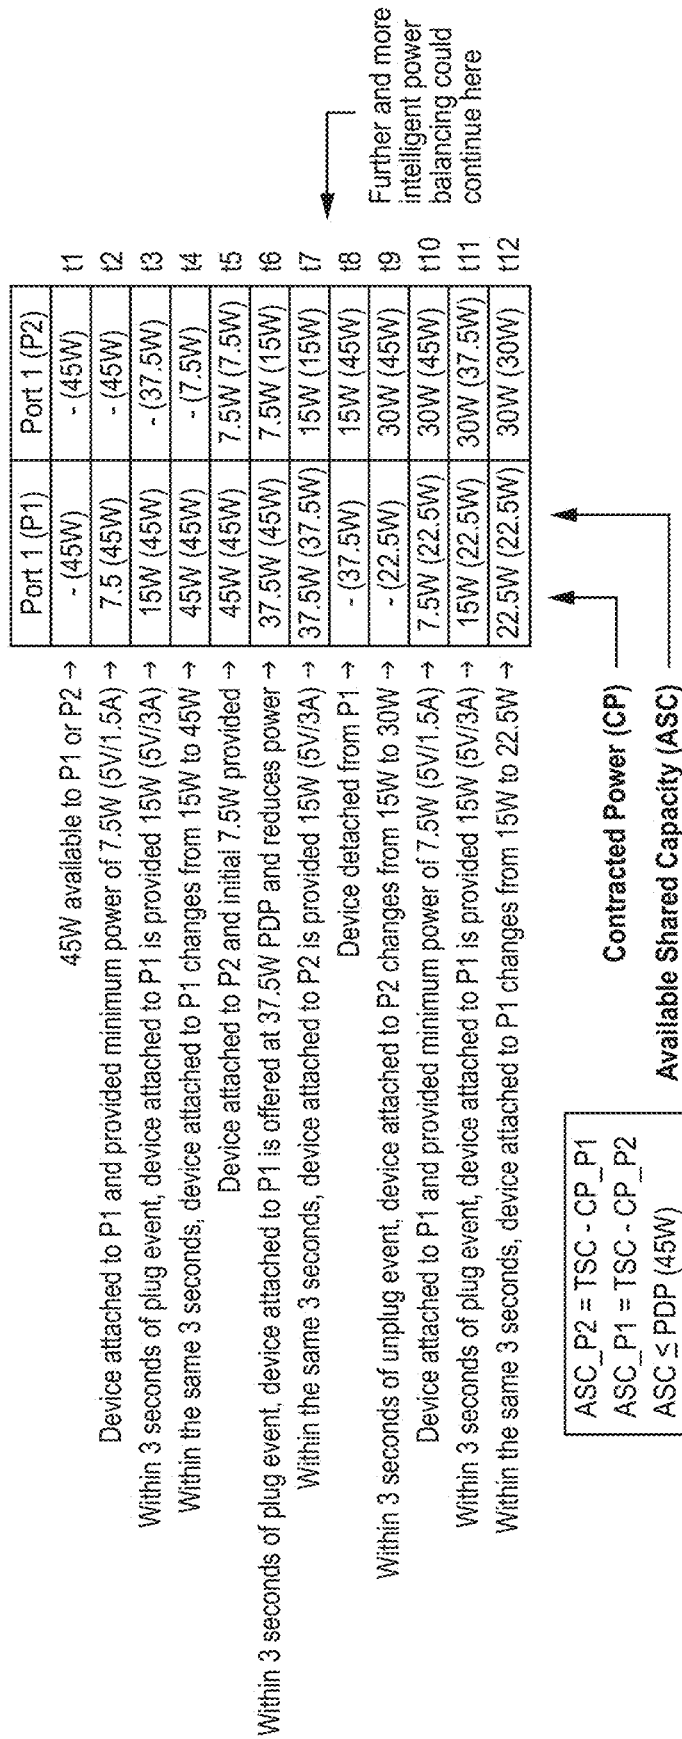 Port 1 (P1) Port 1 (P2)
45W available to P1 or P2 → - (45W) - (45W) t1
Device attached to P1 and provided minimum power of 7.5W (5V/1.5A) → 7.5 (45W) - (45W) t2
Within 3 seconds of plug event, device attached to P1 is provided 15W (5V/3A) → 15W (45W) - (37.5W) t3
Within the same 3 seconds, device attached to P1 changes from 15W to 45W → 45W (45W) - (7.5W) t4
Device attached to P2 and initial 7.5W provided → 45W (45W) 7.5W (7.5W) t5
Within 3 seconds of plug event, device attached to P1 is offered at 37.5W PDP and reduces power → 37.5W (45W) 7.5W (15W) t6
Within the same 3 seconds, device attached to P2 is provided 15W (5V/3A) → 37.5W (37.5W) 15W (15W) t7
Device detached from P1 → - (37.5W) 15W (45W) t8
Within 3 seconds of unplug event, device attached to P2 changes from 15W to 30W → - (22.5W) 30W (45W) t9
Device attached to P1 and provided minimum power of 7.5W (5V/1.5A) → 7.5W (22.5W) 30W (45W) t10
Within 3 seconds of plug event, device attached to P1 is provided 15W (5V/3A) → 15W (22.5W) 30W (37.5W) t11
Within the same 3 seconds, device attached to P1 changes from 15W to 22.5W → 22.5W (22.5W) 30W (30W) t12
Further and more
intelligent power
balancing could
continue here
Contracted Power (CP)
Available Shared Capacity (ASC)
ASC_P2 = TSC - CP_P1
ASC_P1 = TSC - CP_P2
ASC ≤ PDP (45W)